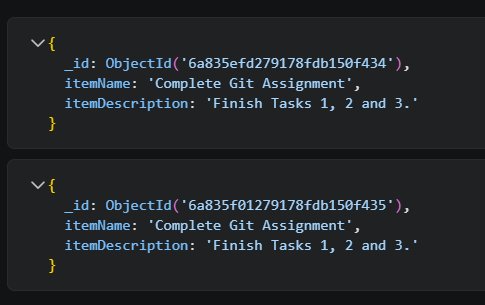 {
_id: ObjectId('6a835efd279178fdb150f434'),
itemName: 'Complete Git Assignment',
itemDescription: 'Finish Tasks 1, 2 and 3.'
}
{
_id: ObjectId('6a835f01279178fdb150f435'),
itemName: 'Complete Git Assignment',
itemDescription: 'Finish Tasks 1, 2 and 3.'
}